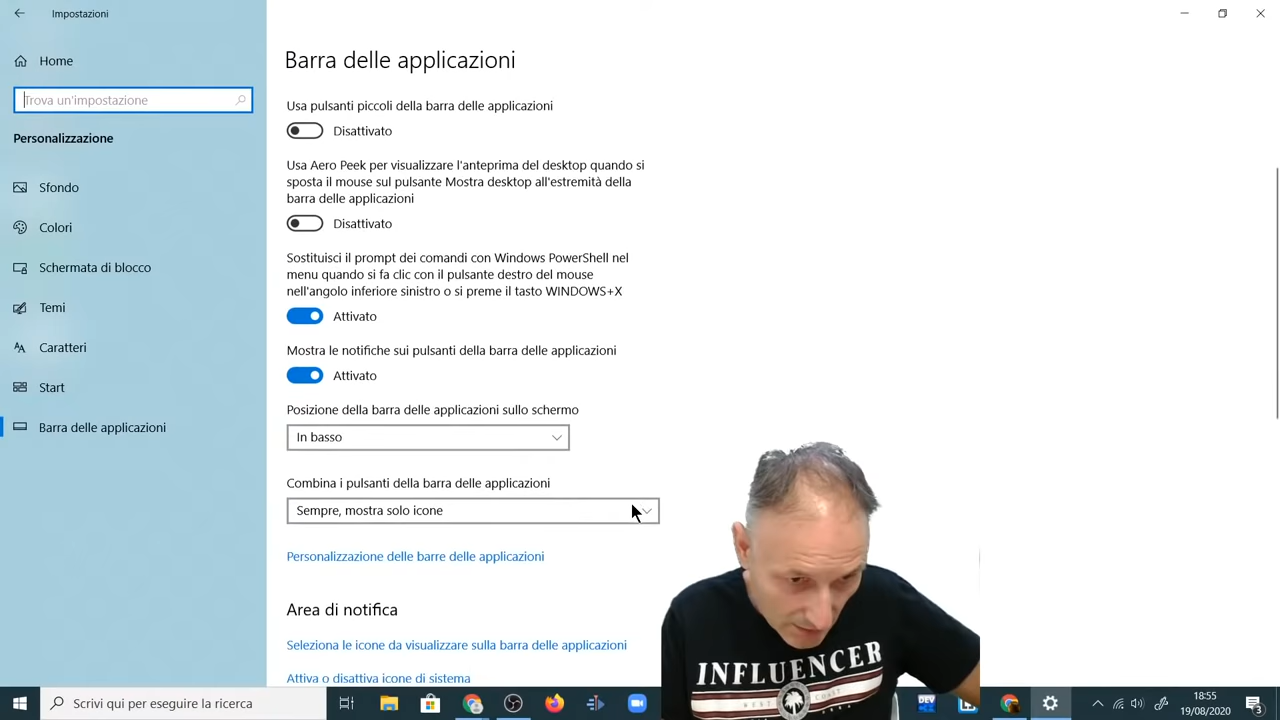 Impostazioni
Home
Trova un'impostazione
Personalizzazione
Sfondo
Colori
Schermata di blocco
Temi
Caratteri
Start
Barra delle applicazioni
Barra delle applicazioni
Usa pulsanti piccoli della barra delle applicazioni
Disattivato
Usa Aero Peek per visualizzare l'anteprima del desktop quando si
sposta il mouse sul pulsante Mostra desktop all'estremità della
barra delle applicazioni
Disattivato
Sostituisci il prompt dei comandi con Windows PowerShell nel
menu quando si fa clic con il pulsante destro del mouse
nell'angolo inferiore sinistro o si preme il tasto WINDOWS+X
Attivato
Mostra le notifiche sui pulsanti della barra delle applicazioni
Attivato
Posizione della barra delle applicazioni sullo schermo
In basso
Combina i pulsanti della barra delle applicazioni
Sempre, mostra solo icone
Personalizzazione delle barre delle applicazioni
Area di notifica
Seleziona le icone da visualizzare sulla barra delle applicazioni
Attiva o disattiva icone di sistema
INFLUENCER
Scrivi qui per eseguire la ricerca
DEV
18:55
19/08/2020
3